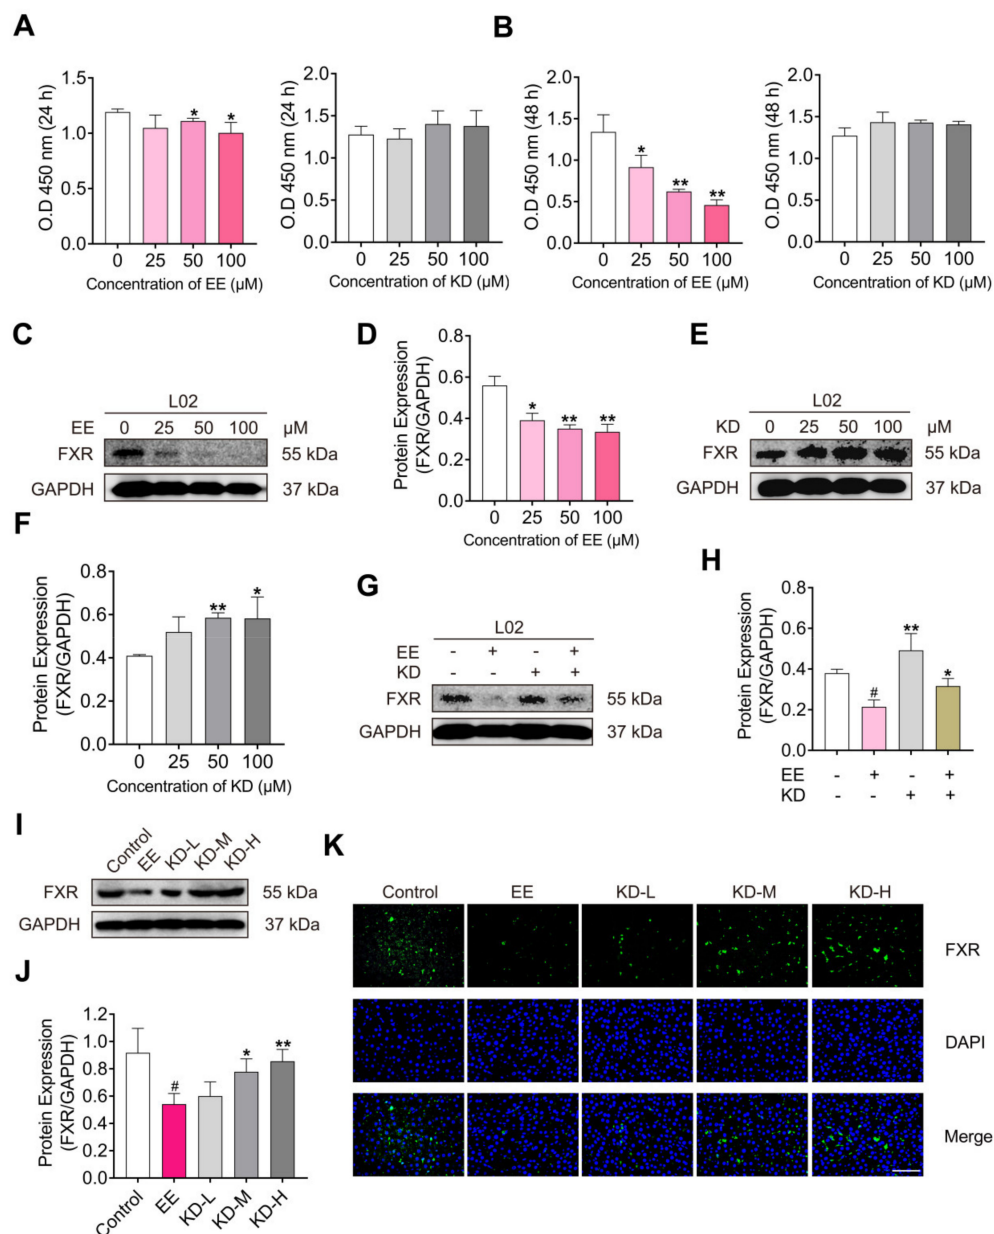 A
B
O.D 450 nm (24 h)
1.5
1.0
0.5
0.0
*
*
0 25 50 100
Concentration of EE (µM)
O.D 450 nm (24 h)
2.0
1.5
1.0
0.5
0.0
0 25 50 100
Concentration of KD (µM)
O.D 450 nm (48 h)
2.0
1.5
1.0
0.5
0.0
*
**
**
0 25 50 100
Concentration of EE (µM)
O.D 450 nm (48 h)
2.0
1.5
1.0
0.5
0.0
0 25 50 100
Concentration of KD (µM)
C
L02
EE 0 25 50 100 µM
FXR 55 kDa
GAPDH 37 kDa
D
Protein Expression
(FXR/GAPDH)
0.8
0.6
0.4
0.2
0.0
*
**
**
0 25 50 100
Concentration of EE (µM)
E
L02
KD 0 25 50 100 µM
FXR 55 kDa
GAPDH 37 kDa
F
Protein Expression
(FXR/GAPDH)
0.8
0.6
0.4
0.2
0.0
**
*
0 25 50 100
Concentration of KD (µM)
G
L02
EE - + - +
KD - - + +
FXR 55 kDa
GAPDH 37 kDa
H
Protein Expression
(FXR/GAPDH)
0.8
0.6
0.4
0.2
0.0
#
**
*
EE - + - +
KD - - + +
I
Control EE KD-L KD-M KD-H
FXR 55 kDa
GAPDH 37 kDa
J
Protein Expression
(FXR/GAPDH)
1.2
1.0
0.8
0.6
0.4
0.2
0.0
#
*
**
Control EE KD-L KD-M KD-H
K
Control EE KD-L KD-M KD-H
FXR
DAPI
Merge